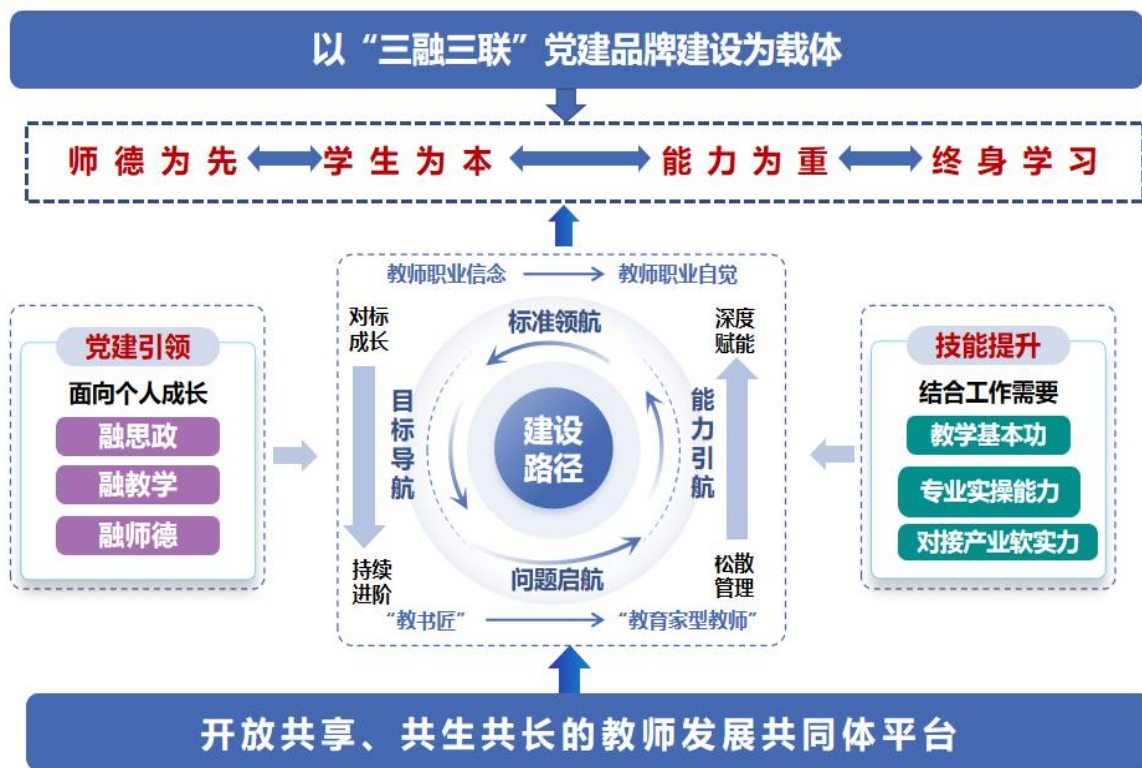 以“三融三联”党建品牌建设为载体
师德为先 学生为本 能力为重 终身学习
教师职业信念 教师职业自觉
党建引领
面向个人成长
融思政
融教学
融师德
对标
成长
目标导航
持续
进阶
标准领航
建设
路径
问题启航
能力引航
深度
赋能
松散
管理
“教书匠” “教育家型教师”
技能提升
结合工作需要
教学基本功
专业实操能力
对接产业软实力
开放共享、共生共长的教师发展共同体平台